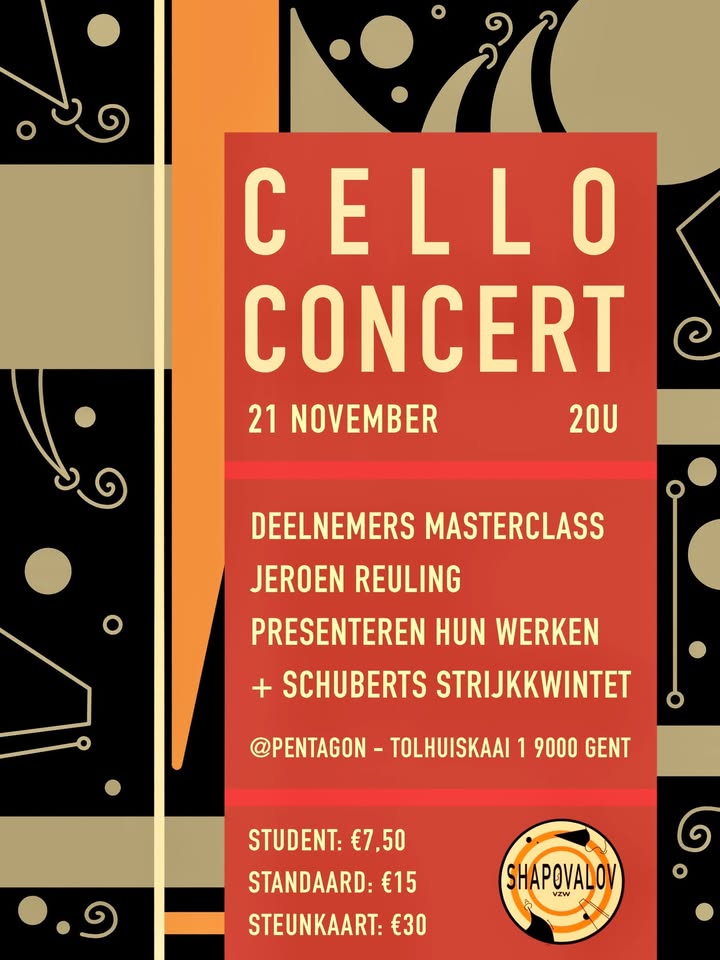 CELLO
CONCERT
21 NOVEMBER 20U
DEELNEMERS MASTERCLASS
JEROEN REULING
PRESENTEREN HUN WERKEN
+ SCHUBERTS STRIJKKWINTET
@PENTAGON - TOLHUISKAAI 1 9000 GENT
STUDENT: €7,50
STANDAARD: €15
STEUNKAART: €30
SHAPOVALOV
VZW